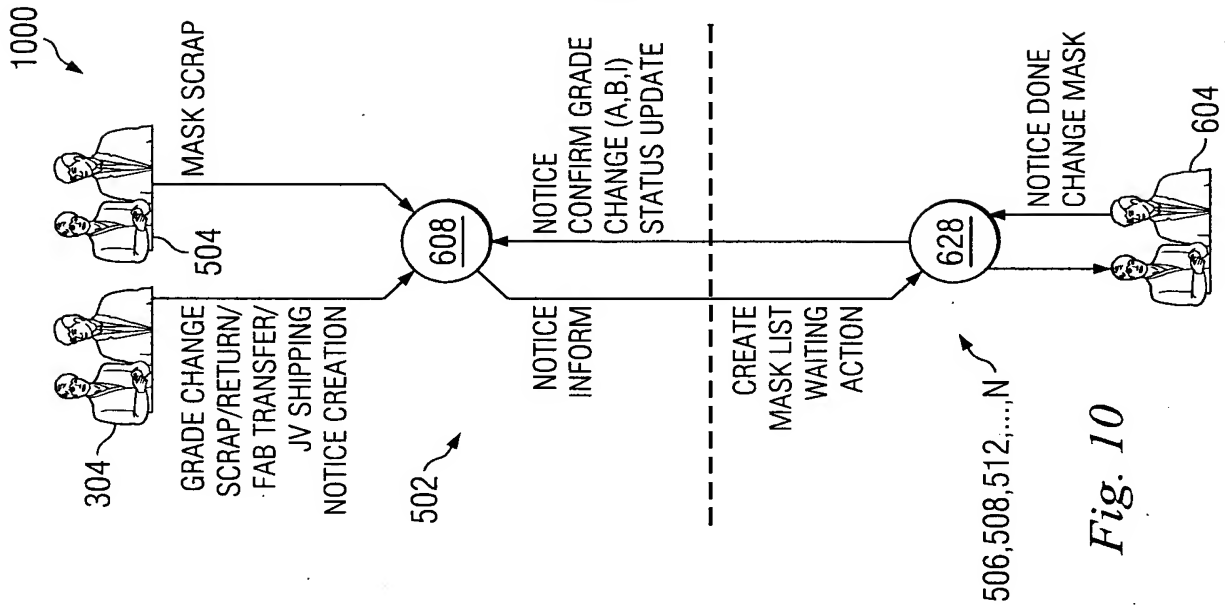 1000
304
504
GRADE CHANGE
SCRAP/RETURN/
FAB TRANSFER/
JV SHIPPING
NOTICE CREATION
MASK SCRAP
502
608
NOTICE
INFORM
NOTICE
CONFIRM GRADE
CHANGE (A,B,I)
STATUS UPDATE
CREATE
MASK LIST
WAITING
ACTION
506,508,512,...,N
628
NOTICE DONE
CHANGE MASK
604
Fig. 10